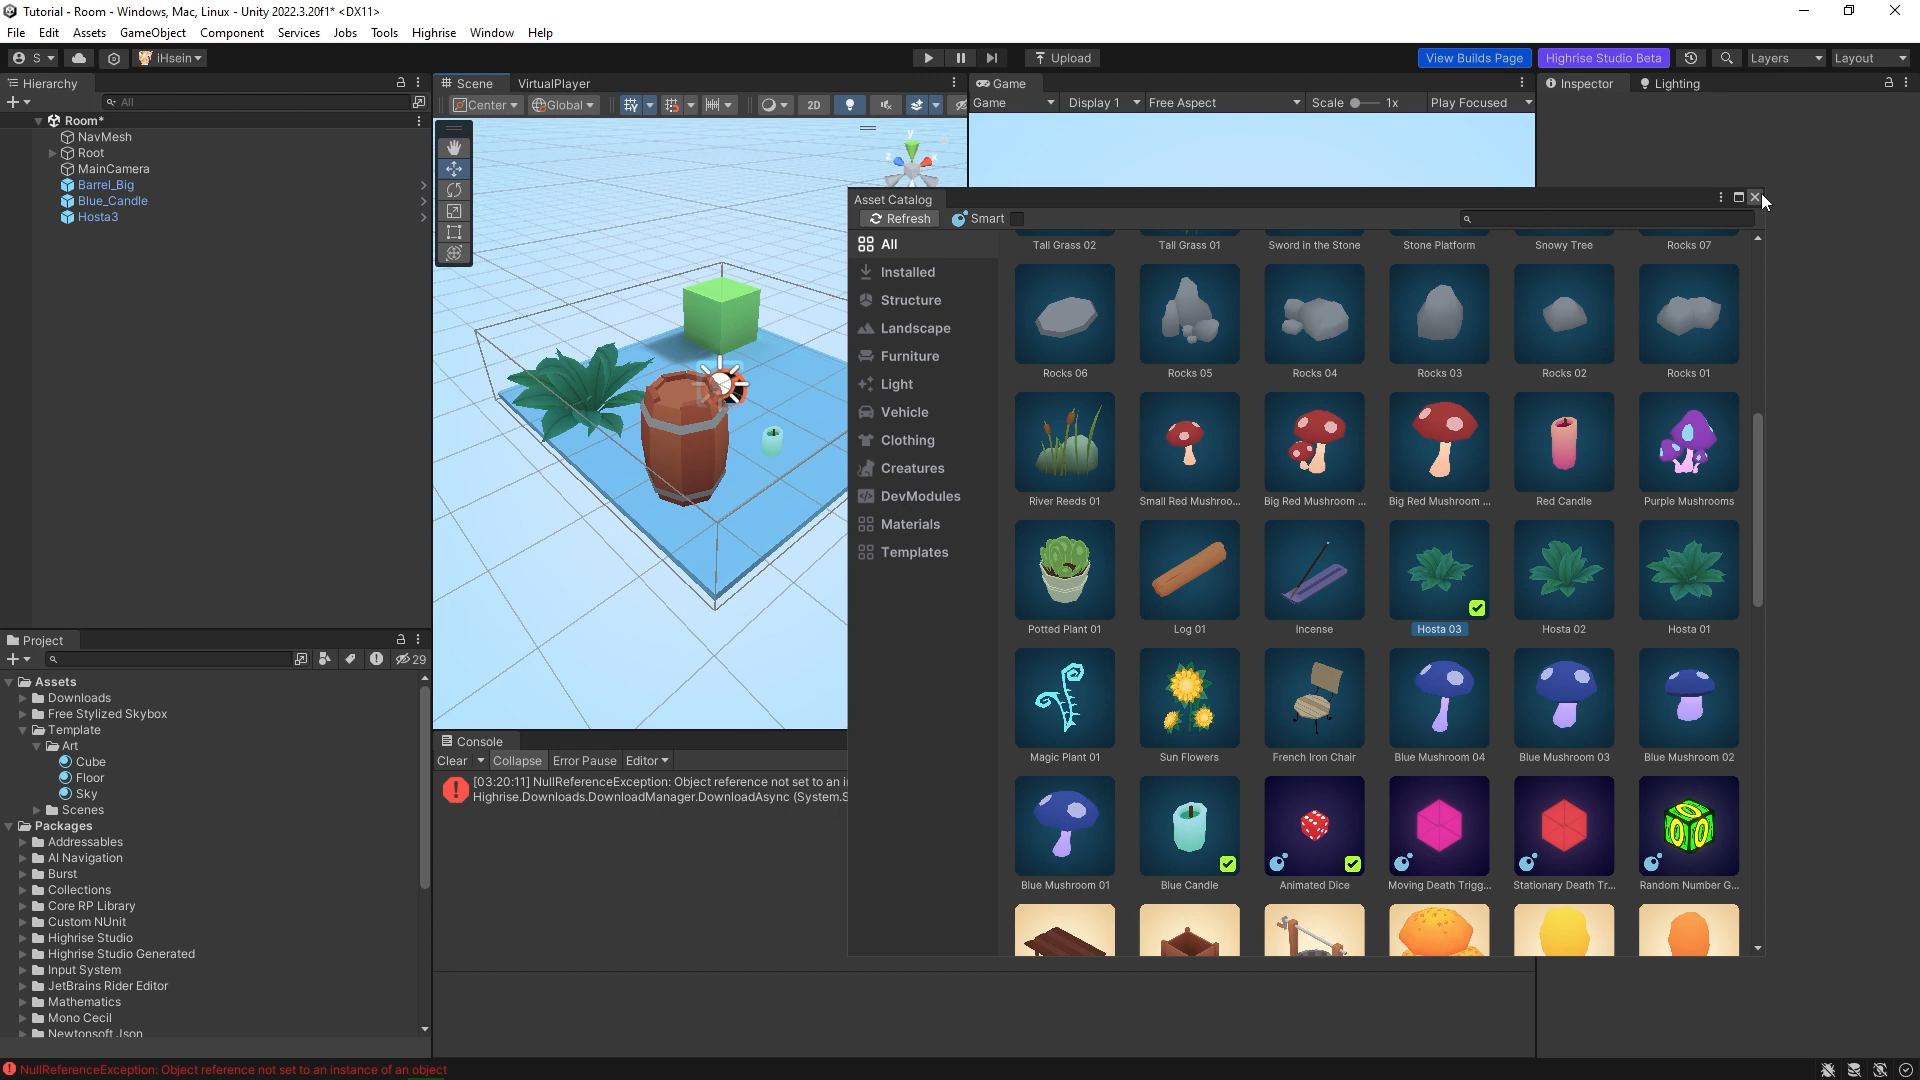 Tutorial - Room - Windows, Mac, Linux - Unity 2022.3.20f1* <DX11>
File Edit Assets GameObject Component Services Jobs Tools Highrise Window Help
S iHsein Upload View Builds Page Highrise Studio Beta Layers Layout
Hierarchy Scene VirtualPlayer Game Inspector Lighting
All Center Global 2D Game Display 1 Free Aspect Scale 1x Play Focused
Room*
NavMesh
Root
MainCamera
Barrel_Big
Blue_Candle
Hosta3
y
z x
Asset Catalog
Refresh Smart
All
Installed
Structure
Landscape
Furniture
Light
Vehicle
Clothing
Creatures
DevModules
Materials
Templates
Tall Grass 02 Tall Grass 01 Sword in the Stone Stone Platform Snowy Tree Rocks 07
Rocks 06 Rocks 05 Rocks 04 Rocks 03 Rocks 02 Rocks 01
River Reeds 01 Small Red Mushroo... Big Red Mushroom ... Big Red Mushroom ... Red Candle Purple Mushrooms
Potted Plant 01 Log 01 Incense Hosta 03 Hosta 02 Hosta 01
Magic Plant 01 Sun Flowers French Iron Chair Blue Mushroom 04 Blue Mushroom 03 Blue Mushroom 02
Blue Mushroom 01 Blue Candle Animated Dice Moving Death Trigg... Stationary Death Tr... Random Number G...
Project
29
Assets
Downloads
Free Stylized Skybox
Template
Art
Cube
Floor
Sky
Scenes
Packages
Addressables
AI Navigation
Burst
Collections
Core RP Library
Custom NUnit
Highrise Studio
Highrise Studio Generated
Input System
JetBrains Rider Editor
Mathematics
Mono Cecil
Newtonsoft Json
Console
Clear Collapse Error Pause Editor
[03:20:11] NullReferenceException: Object reference not set to an i
Highrise.Downloads.DownloadManager.DownloadAsync (System.S
NullReferenceException: Object reference not set to an instance of an object